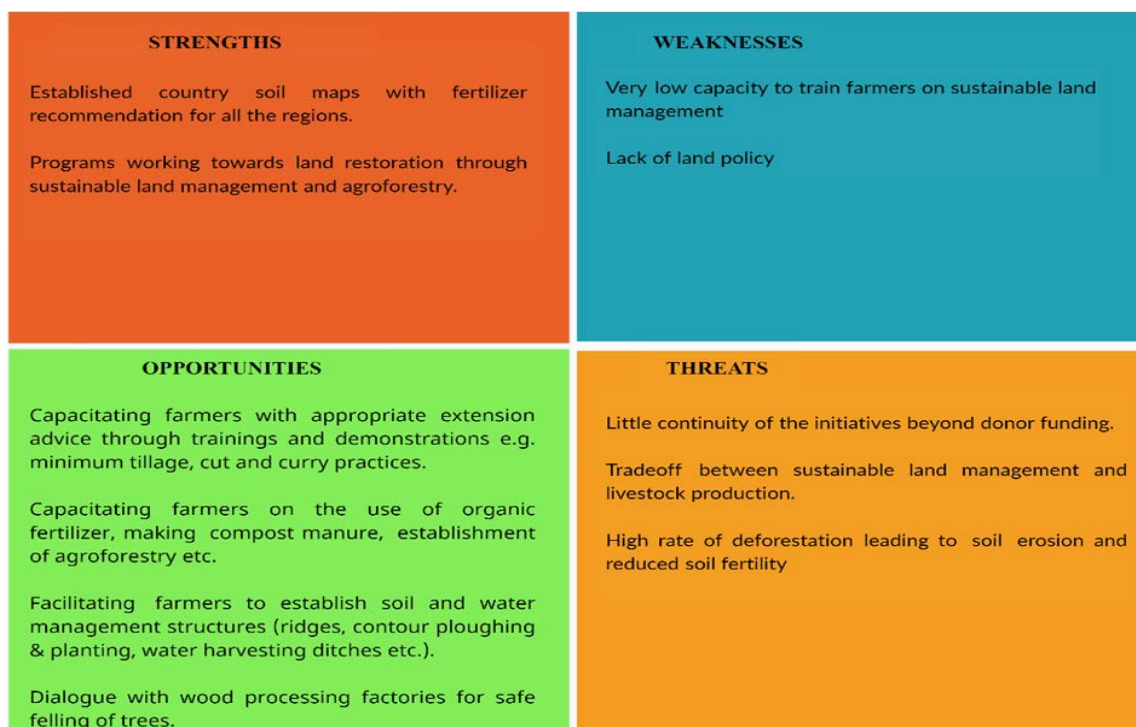 STRENGTHS
Established country soil maps with fertilizer
recommendation for all the regions.
Programs working towards land restoration through
sustainable land management and agroforestry.
WEAKNESSES
Very low capacity to train farmers on sustainable land
management
Lack of land policy
OPPORTUNITIES
Capacitating farmers with appropriate extension
advice through trainings and demonstrations e.g.
minimum tillage, cut and curry practices.
Capacitating farmers on the use of organic
fertilizer, making compost manure, establishment
of agroforestry etc.
Facilitating farmers to establish soil and water
management structures (ridges, contour ploughing
& planting, water harvesting ditches etc.).
Dialogue with wood processing factories for safe
felling of trees.
THREATS
Little continuity of the initiatives beyond donor funding.
Tradeoff between sustainable land management and
livestock production.
High rate of deforestation leading to soil erosion and
reduced soil fertility